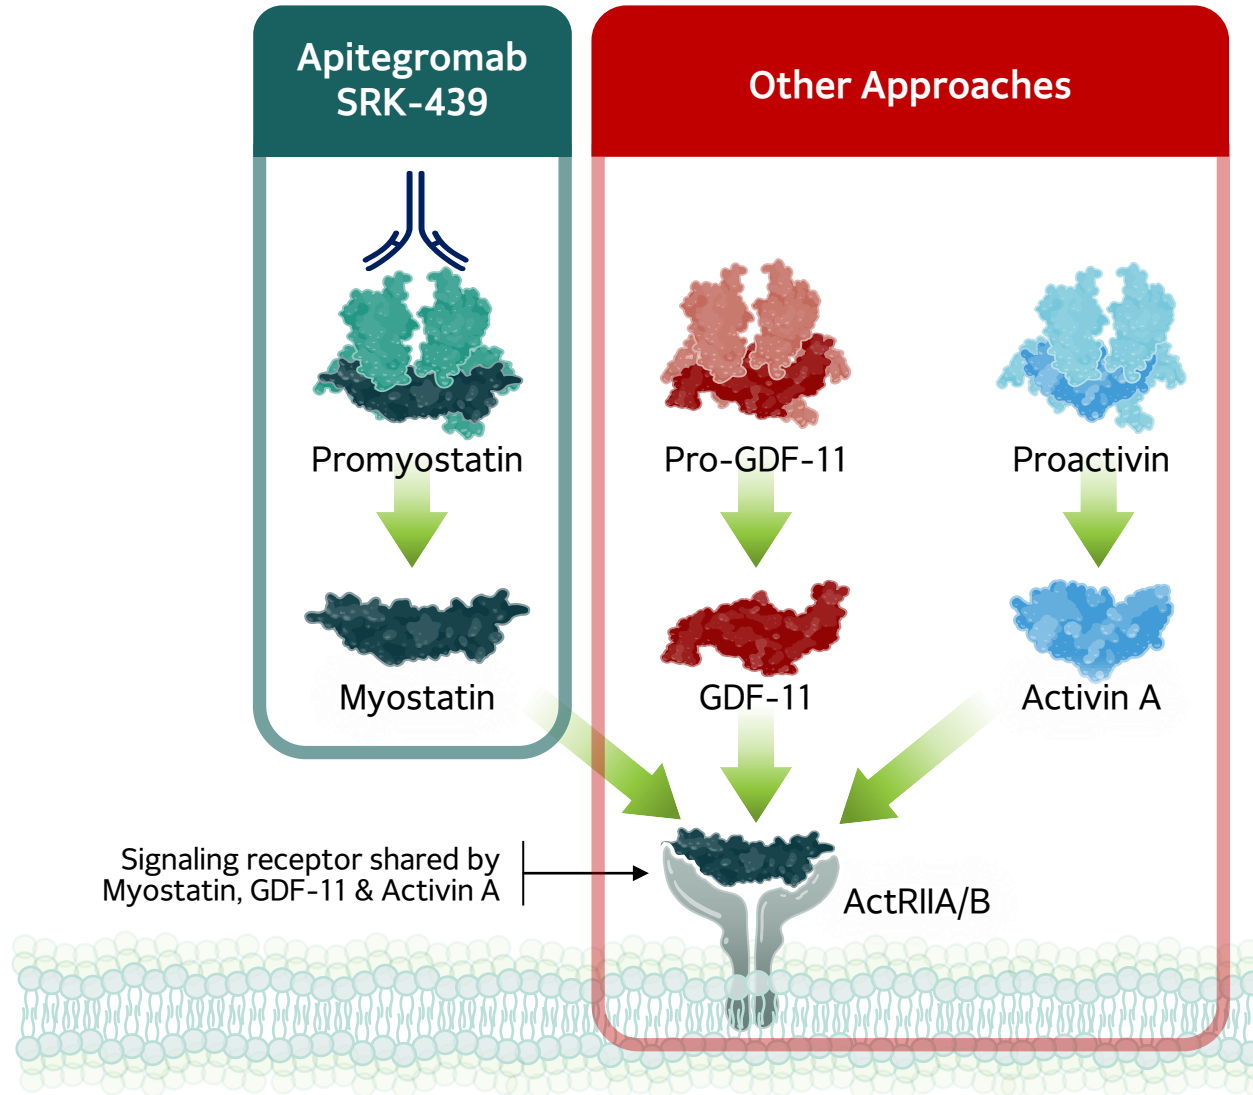 Apitegromab
SRK-439
Other Approaches
Promyostatin
Pro-GDF-11
Proactivin
Myostatin
GDF-11
Activin A
Signaling receptor shared by
Myostatin, GDF-11 & Activin A
ActRIIA/B